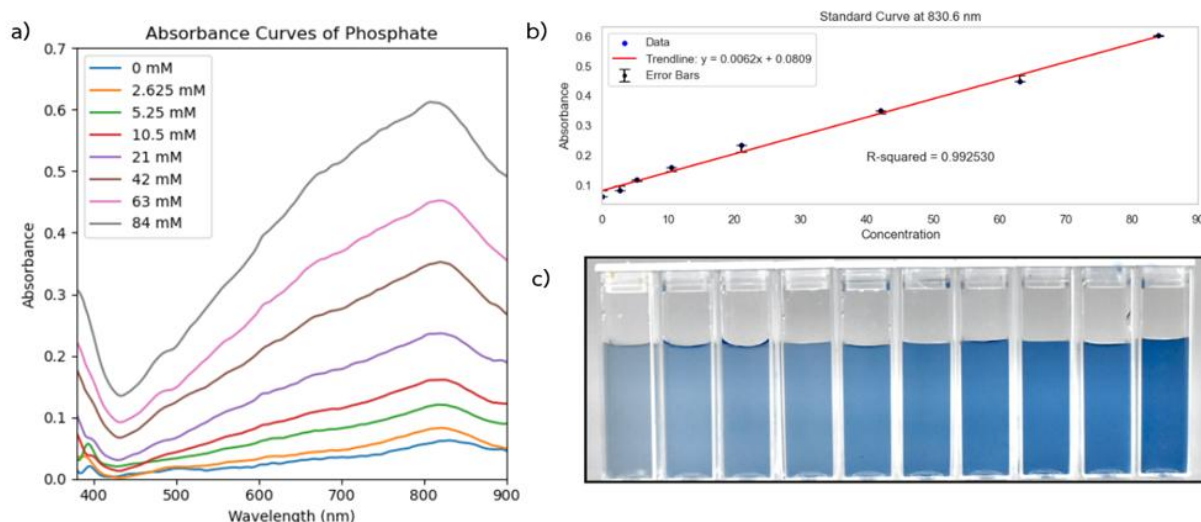 a)
Absorbance Curves of Phosphate
Absorbance
0.7
0.6
0.5
0.4
0.3
0.2
0.1
0.0
0 mM
2.625 mM
5.25 mM
10.5 mM
21 mM
42 mM
63 mM
84 mM
400 500 600 700 800 900
Wavelength (nm)
b)
Standard Curve at 830.6 nm
Absorbance
0.6
0.5
0.4
0.3
0.2
0.1
Data
Trendline: y = 0.0062x + 0.0809
Error Bars
R-squared = 0.992530
0 10 20 30 40 50 60 70 80 90
Concentration
c)